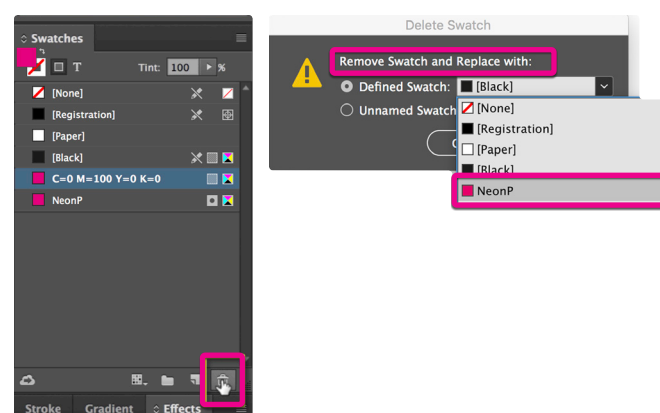 Swatches
T Tint: 100 %
[None]
[Registration]
[Paper]
[Black]
C=0 M=100 Y=0 K=0
NeonP
Stroke Gradient Effects
Delete Swatch
Remove Swatch and Replace with:
Defined Swatch: [Black]
Unnamed Swatch
[None]
[Registration]
[Paper]
[Black]
NeonP